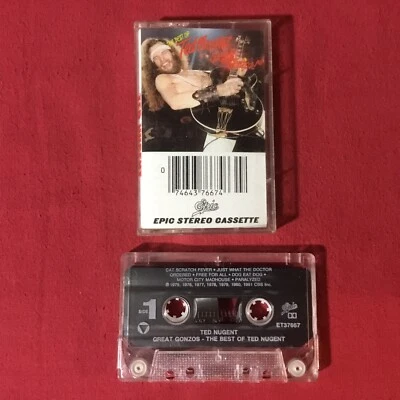 0
74643 76674
Epic
EPIC STEREO CASSETTE
CAT SCRATCH FEVER • JUST WHAT THE DOCTOR
ORDERED • FREE FOR ALL • DOG EAT DOG •
MOTOR CITY MADHOUSE • PARALYZED
SIDE 1
Epic
ET37667
TED NUGENT
GREAT GONZOS - THE BEST OF TED NUGENT